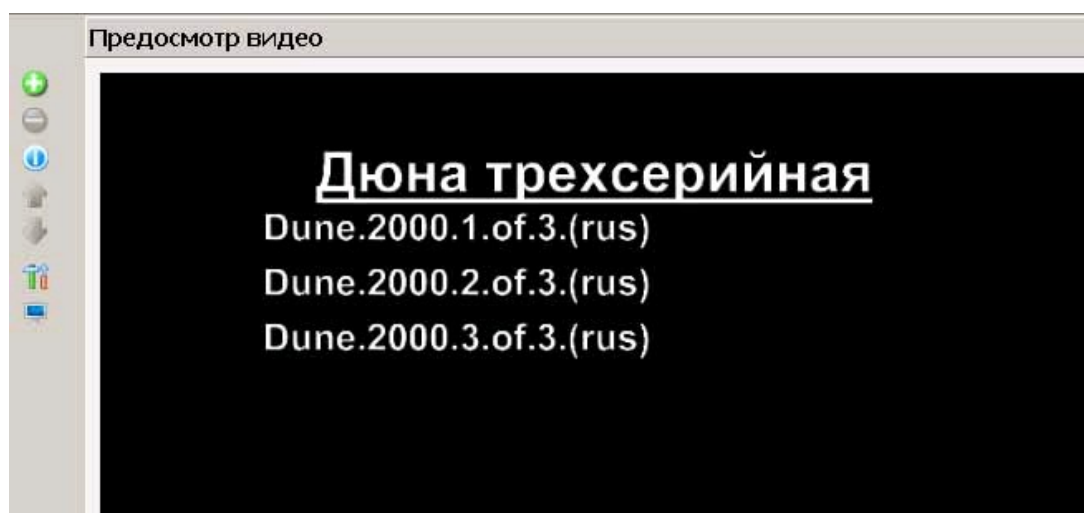 Предосмотр видео
Дюна трехсерийная
Dune.2000.1.of.3.(rus)
Dune.2000.2.of.3.(rus)
Dune.2000.3.of.3.(rus)